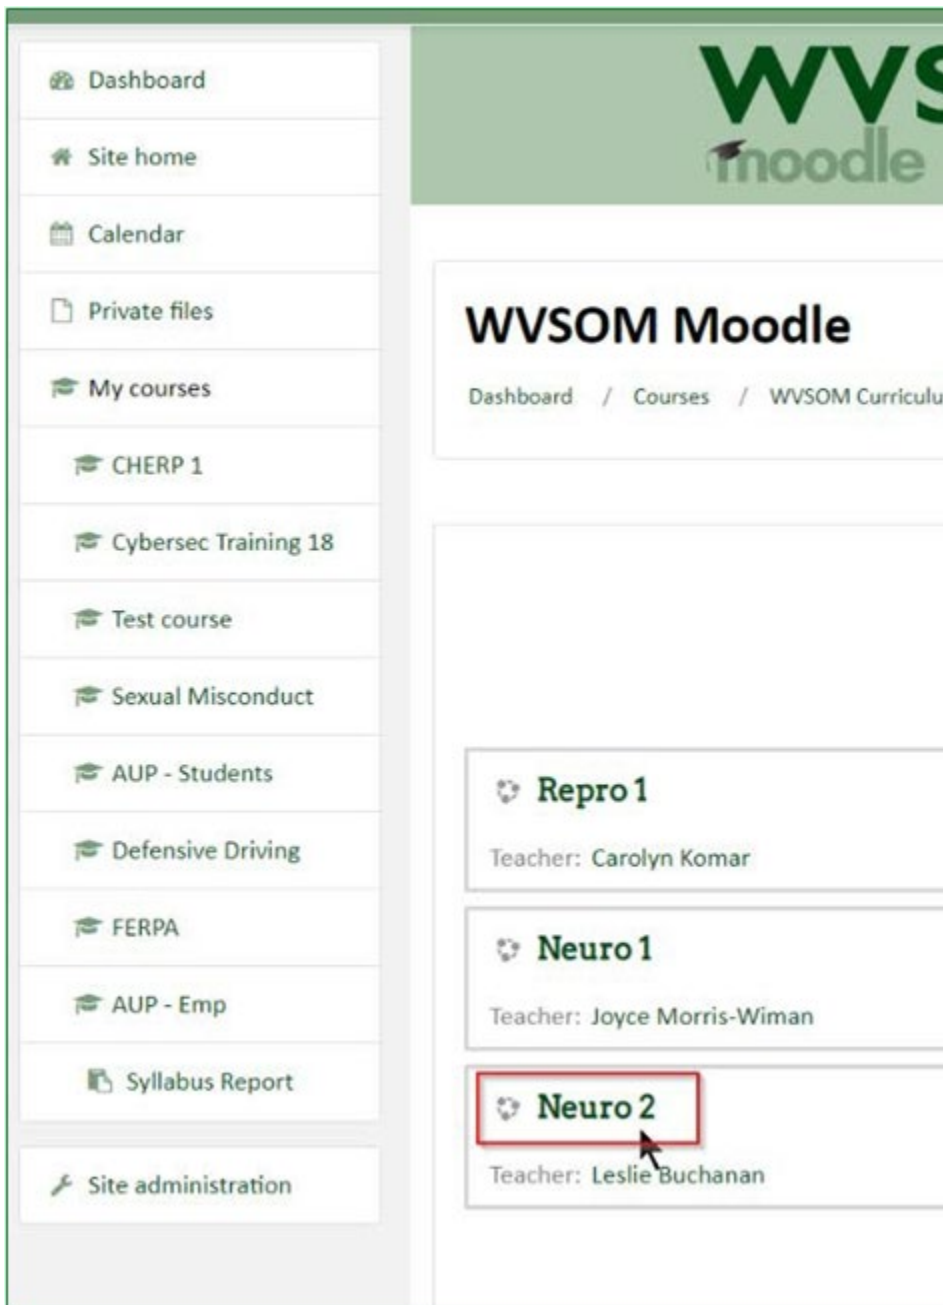 Dashboard
Site home
Calendar
Private files
My courses
CHERP 1
Cybersec Training 18
Test course
Sexual Misconduct
AUP - Students
Defensive Driving
FERPA
AUP - Emp
Syllabus Report
Site administration
WVS
moodle
WVSOM Moodle
Dashboard / Courses / WVSOM Curriculu
Repro 1
Teacher: Carolyn Komar
Neuro 1
Teacher: Joyce Morris-Wiman
Neuro 2
Teacher: Leslie Buchanan